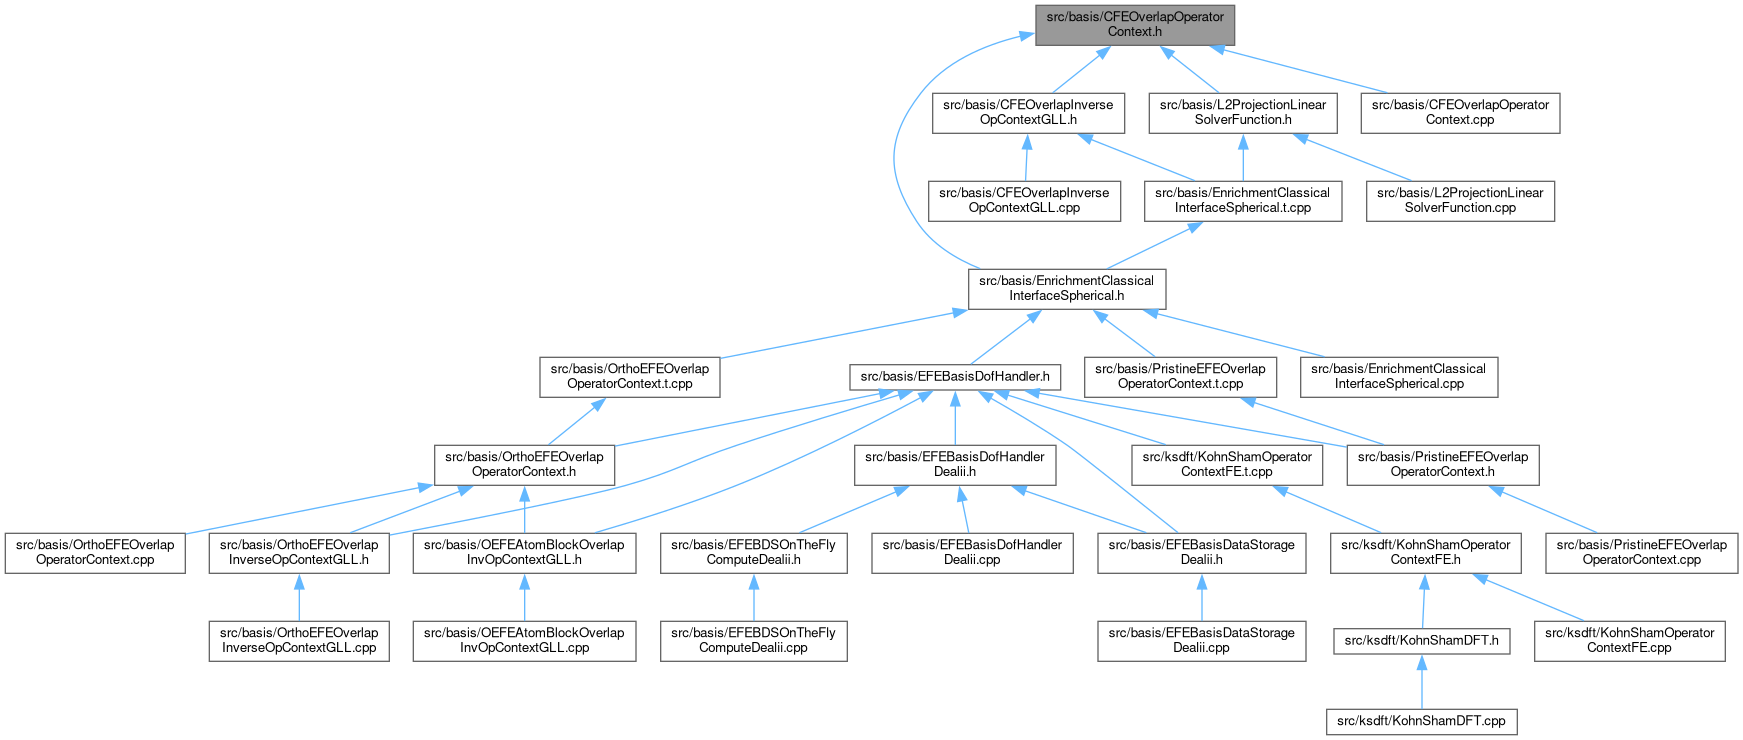 src/basis/CFEOverlapOperator
Context.h
src/basis/CFEOverlapInverse
OpContextGLL.h
src/basis/L2ProjectionLinear
SolverFunction.h
src/basis/CFEOverlapOperator
Context.cpp
src/basis/CFEOverlapInverse
OpContextGLL.cpp
src/basis/EnrichmentClassical
InterfaceSpherical.t.cpp
src/basis/L2ProjectionLinear
SolverFunction.cpp
src/basis/EnrichmentClassical
InterfaceSpherical.h
src/basis/OrthoEFEOverlap
OperatorContext.t.cpp
src/basis/EFEBasisDofHandler.h
src/basis/PristineEFEOverlap
OperatorContext.t.cpp
src/basis/EnrichmentClassical
InterfaceSpherical.cpp
src/basis/OrthoEFEOverlap
OperatorContext.h
src/basis/EFEBasisDofHandler
Dealii.h
src/ksdft/KohnShamOperator
ContextFE.t.cpp
src/basis/PristineEFEOverlap
OperatorContext.h
src/basis/OrthoEFEOverlap
OperatorContext.cpp
src/basis/OrthoEFEOverlap
InverseOpContextGLL.h
src/basis/OEFEAtomBlockOverlap
InvOpContextGLL.h
src/basis/EFEBDSOnTheFly
ComputeDealii.h
src/basis/EFEBasisDofHandler
Dealii.cpp
src/basis/EFEBasisDataStorage
Dealii.h
src/ksdft/KohnShamOperator
ContextFE.h
src/basis/PristineEFEOverlap
OperatorContext.cpp
src/basis/OrthoEFEOverlap
InverseOpContextGLL.cpp
src/basis/OEFEAtomBlockOverlap
InvOpContextGLL.cpp
src/basis/EFEBDSOnTheFly
ComputeDealii.cpp
src/basis/EFEBasisDataStorage
Dealii.cpp
src/ksdft/KohnShamDFT.h
src/ksdft/KohnShamOperator
ContextFE.cpp
src/ksdft/KohnShamDFT.cpp